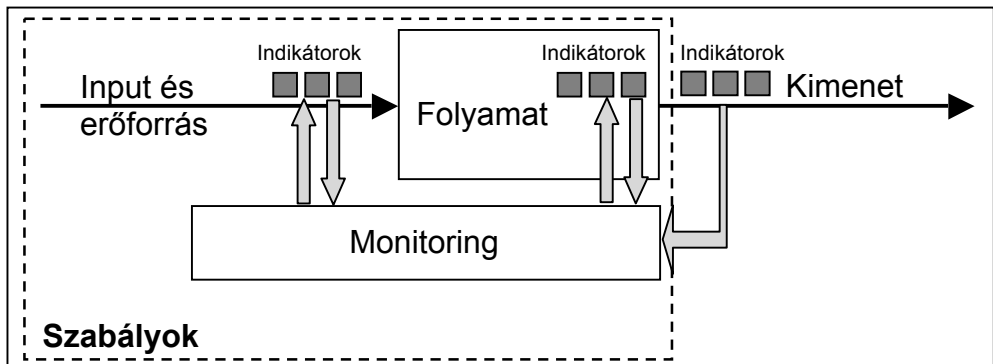 Indikátorok
Indikátorok
Indikátorok
Input és
erőforrás
Folyamat
Kimenet
Monitoring
Szabályok